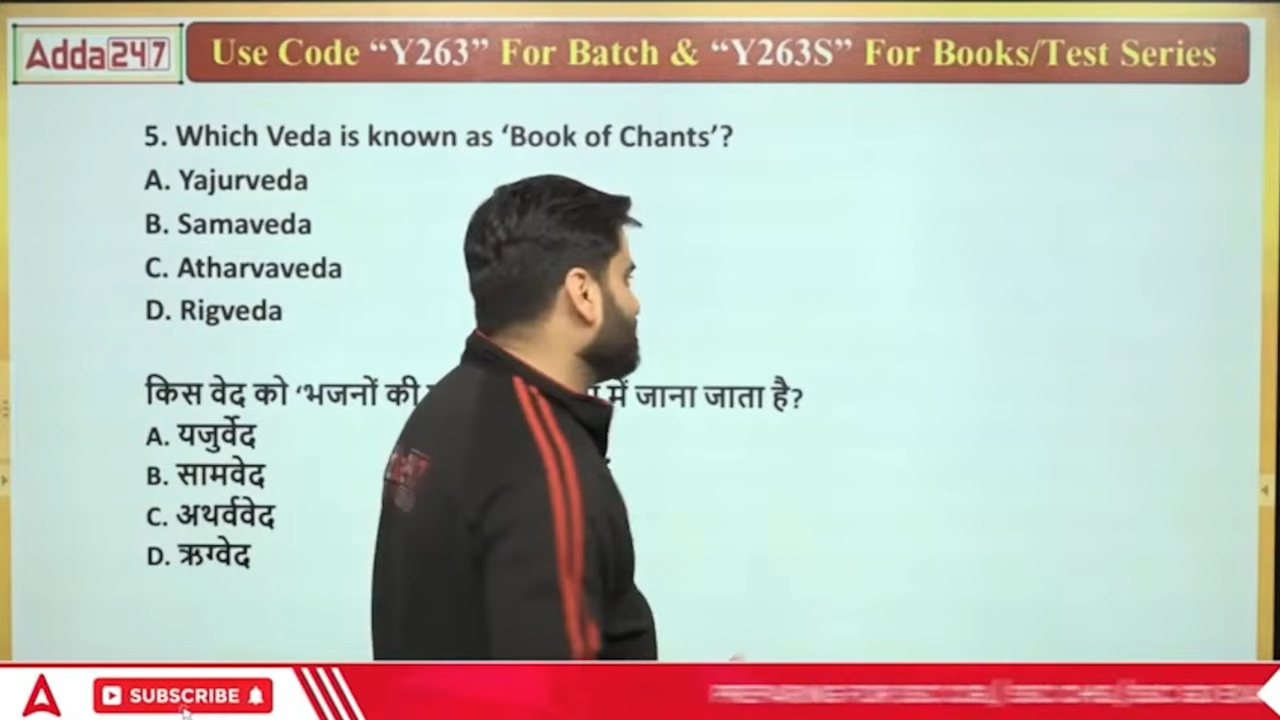 Adda247
Use Code “Y263” For Batch & “Y263S” For Books/Test Series
5. Which Veda is known as ‘Book of Chants’?
A. Yajurveda
B. Samaveda
C. Atharvaveda
D. Rigveda
किस वेद को ‘भजनों की में जाना जाता है?
A. यजुर्वेद
B. सामवेद
C. अथर्ववेद
D. ऋग्वेद
SUBSCRIBE